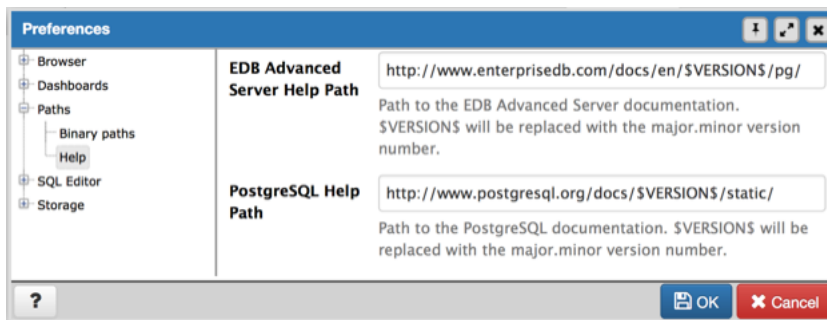 Preferences
Browser
Dashboards
Paths
Binary paths
Help
SQL Editor
Storage
EDB Advanced
Server Help Path
http://www.enterprisedb.com/docs/en/$VERSION$/pg/
Path to the EDB Advanced Server documentation.
$VERSION$ will be replaced with the major.minor version
number.
PostgreSQL Help
Path
http://www.postgresql.org/docs/$VERSION$/static/
Path to the PostgreSQL documentation. $VERSION$ will be
replaced with the major.minor version number.
?
OK
Cancel